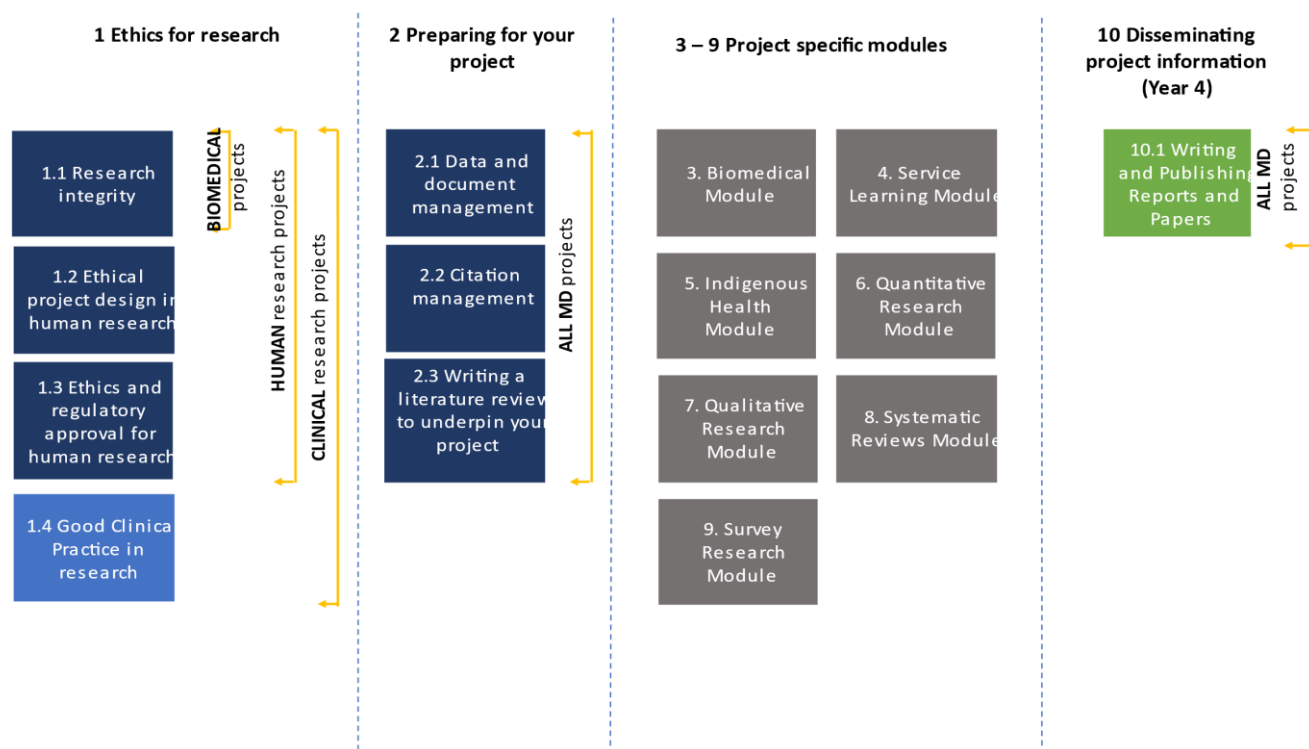 1 Ethics for research
1.1 Research
integrity
1.2 Ethical
project design in
human research
1.3 Ethics and
regulatory
approval for
human research
1.4 Good Clinical
Practice in
research
BIOMEDICAL
projects
HUMAN research projects
CLINICAL research projects
2 Preparing for your
project
2.1 Data and
document
management
2.2 Citation
management
2.3 Writing a
literature review
to underpin your
project
ALL MD projects
3 – 9 Project specific modules
3. Biomedical
Module
4. Service
Learning Module
5. Indigenous
Health
Module
6. Quantitative
Research
Module
7. Qualitative
Research
Module
8. Systematic
Reviews Module
9. Survey
Research
Module
10 Disseminating
project information
(Year 4)
10.1 Writing
and Publishing
Reports and
Papers
ALL MD
projects